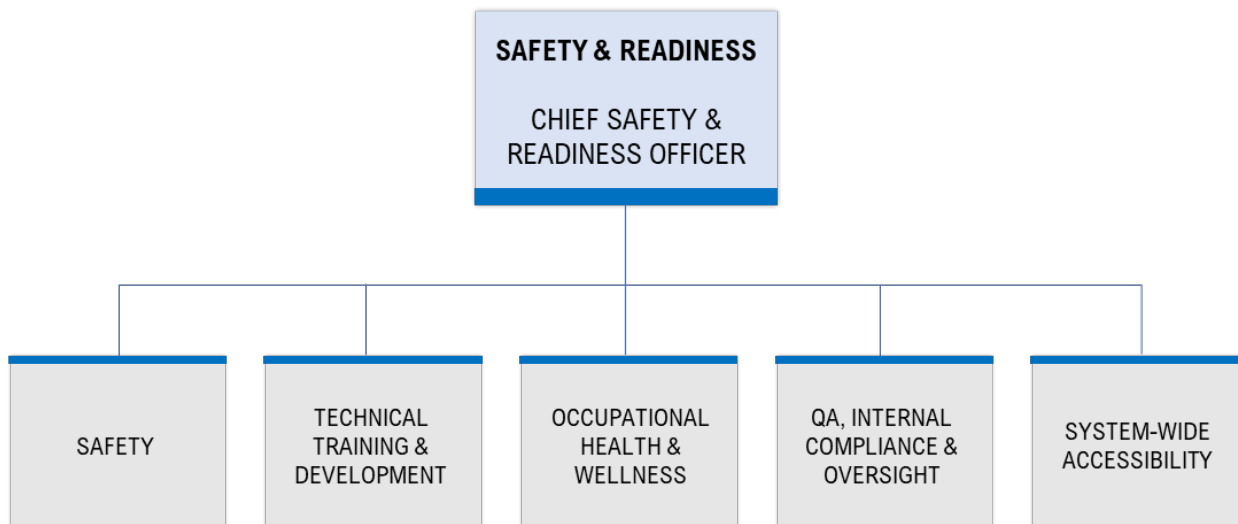 SAFETY & READINESS
CHIEF SAFETY &
READINESS OFFICER
SAFETY
TECHNICAL
TRAINING &
DEVELOPMENT
OCCUPATIONAL
HEALTH &
WELLNESS
QA, INTERNAL
COMPLIANCE &
OVERSIGHT
SYSTEM-WIDE
ACCESSIBILITY